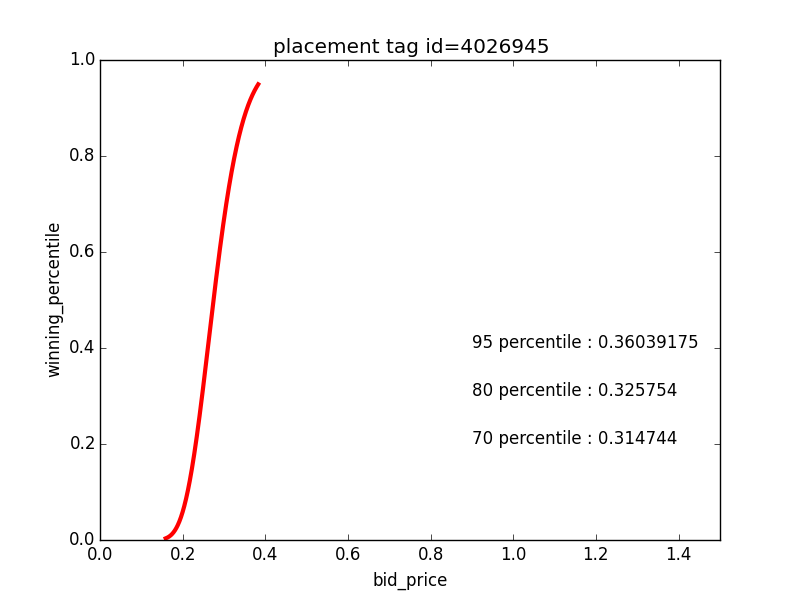 placement tag id=4026945
1.0
0.8
0.6
0.4
0.2
0.0
winning_percentile
95 percentile : 0.36039175
80 percentile : 0.325754
70 percentile : 0.314744
0.0 0.2 0.4 0.6 0.8 1.0 1.2 1.4
bid_price